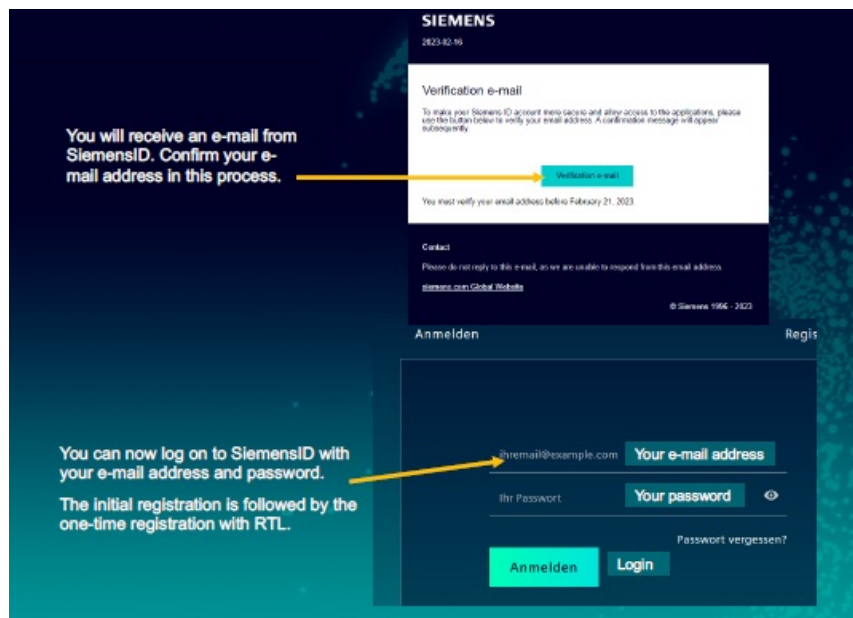 SIEMENS
2023-02-16
Verification e-mail
To make your Siemens ID account more secure and allow access to the applications, please
use the button below to verify your email address. A confirmation message will appear
subsequently.
Verification e-mail
You must verify your email address before February 21, 2023.
Contact
Please do not reply to this e-mail, as we are unable to respond from this email address.
siemens.com Global Website
© Siemens 1996 - 2023
You will receive an e-mail from
SiemensID. Confirm your e-
mail address in this process.
Anmelden
Regis
ihremail@example.com Your e-mail address
Ihr Passwort Your password
Passwort vergessen?
Anmelden Login
You can now log on to SiemensID with
your e-mail address and password.
The initial registration is followed by the
one-time registration with RTL.